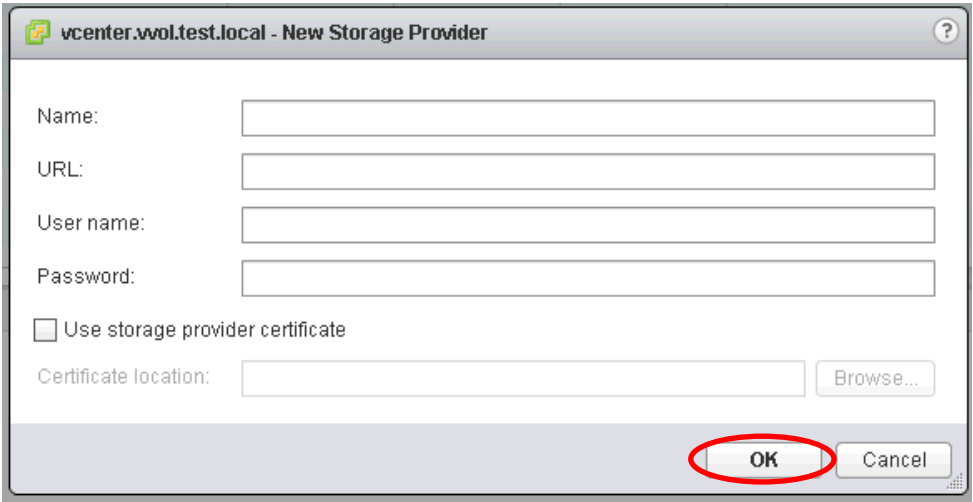 vcenter.vvol.test.local - New Storage Provider ?
Name:
URL:
User name:
Password:
Use storage provider certificate
Certificate location: Browse...
OK Cancel